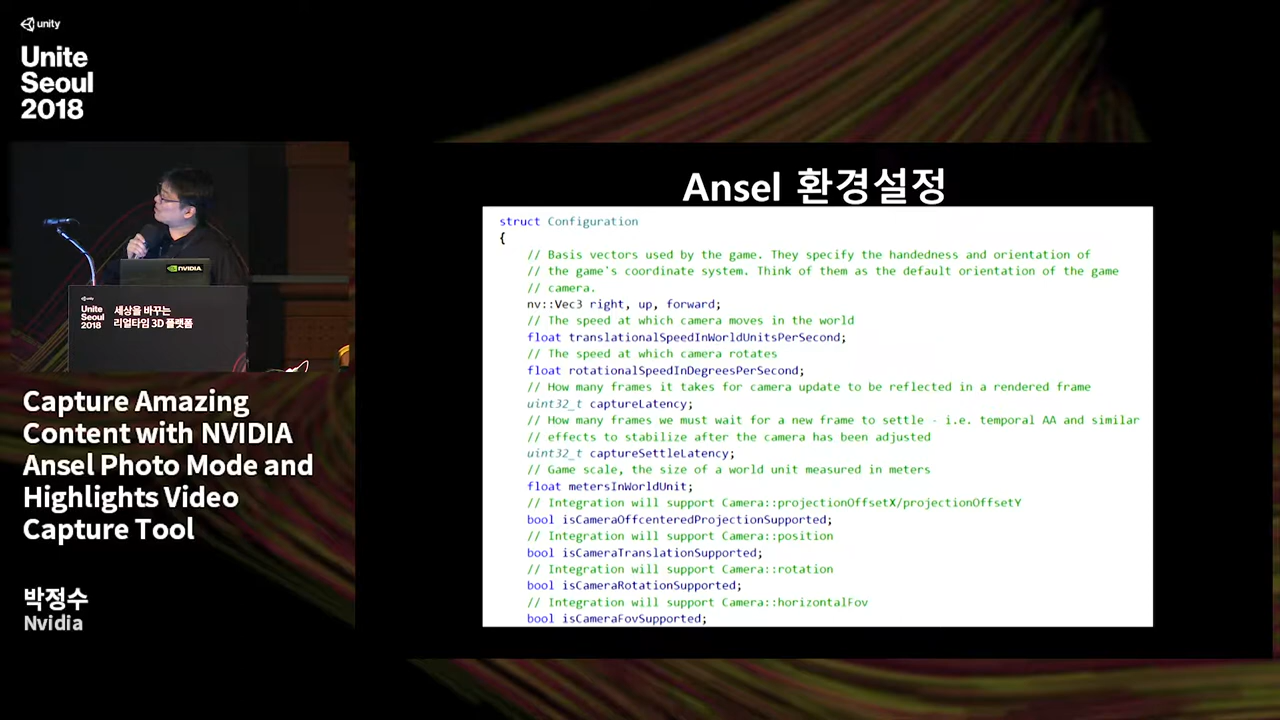 unity
Unite
Seoul
2018
NVIDIA
unity
Unite
Seoul
2018
세상을 바꾸는
리얼타임 3D 플랫폼
Capture Amazing
Content with NVIDIA
Ansel Photo Mode and
Highlights Video
Capture Tool
박정수
Nvidia
Ansel 환경설정
struct Configuration
{
// Basis vectors used by the game. They specify the handedness and orientation of
// the game's coordinate system. Think of them as the default orientation of the game
// camera.
nv::Vec3 right, up, forward;
// The speed at which camera moves in the world
float translationalSpeedInWorldUnitsPerSecond;
// The speed at which camera rotates
float rotationalSpeedInDegreesPerSecond;
// How many frames it takes for camera update to be reflected in a rendered frame
uint32_t captureLatency;
// How many frames we must wait for a new frame to settle - i.e. temporal AA and similar
// effects to stabilize after the camera has been adjusted
uint32_t captureSettleLatency;
// Game scale, the size of a world unit measured in meters
float metersInWorldUnit;
// Integration will support Camera::projectionOffsetX/projectionOffsetY
bool isCameraOffcenteredProjectionSupported;
// Integration will support Camera::position
bool isCameraTranslationSupported;
// Integration will support Camera::rotation
bool isCameraRotationSupported;
// Integration will support Camera::horizontalFov
bool isCameraFovSupported;